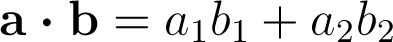 𝐚 · 𝐛 = a₁b₁ + a₂b₂